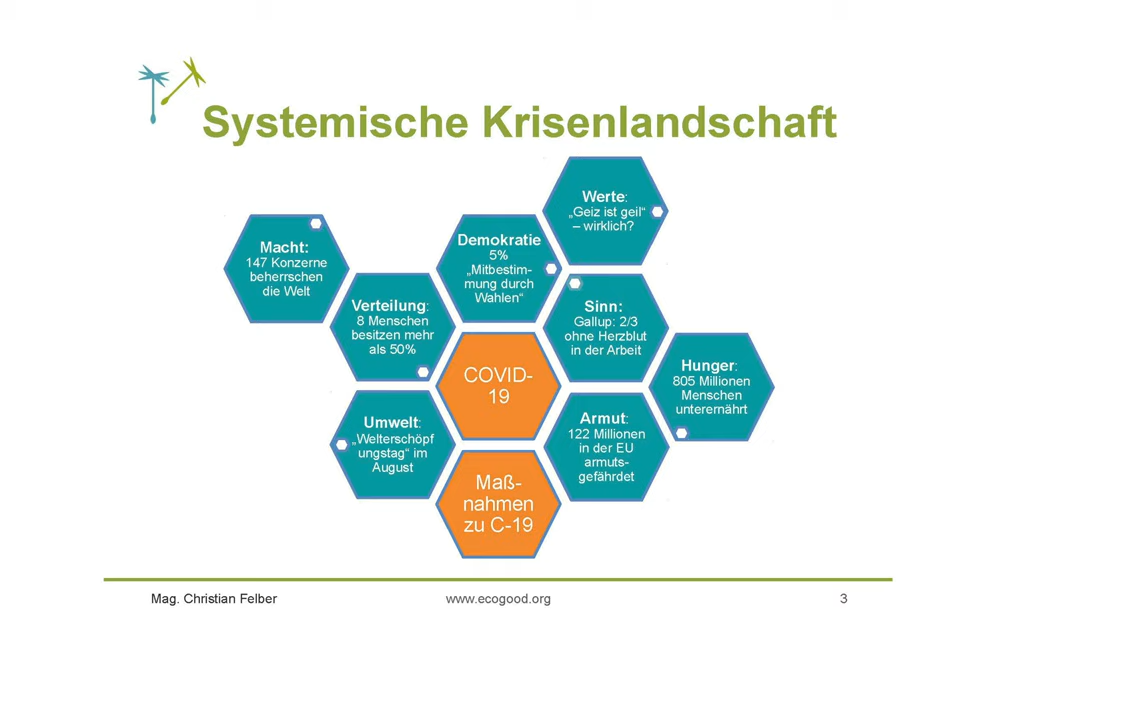 Systemische Krisenlandschaft
Werte:
„Geiz ist geil“
– wirklich?
Macht:
147 Konzerne
beherrschen
die Welt
Demokratie
5%
„Mitbestim-
mung durch
Wahlen“
Verteilung:
8 Menschen
besitzen mehr
als 50%
Sinn:
Gallup: 2/3
ohne Herzblut
in der Arbeit
COVID-
19
Hunger:
805 Millionen
Menschen
unterernährt
Umwelt:
„Welterschöpf
ungstag“ im
August
Armut:
122 Millionen
in der EU
armuts-
gefährdet
Maß-
nahmen
zu C-19
Mag. Christian Felber
www.ecogood.org
3